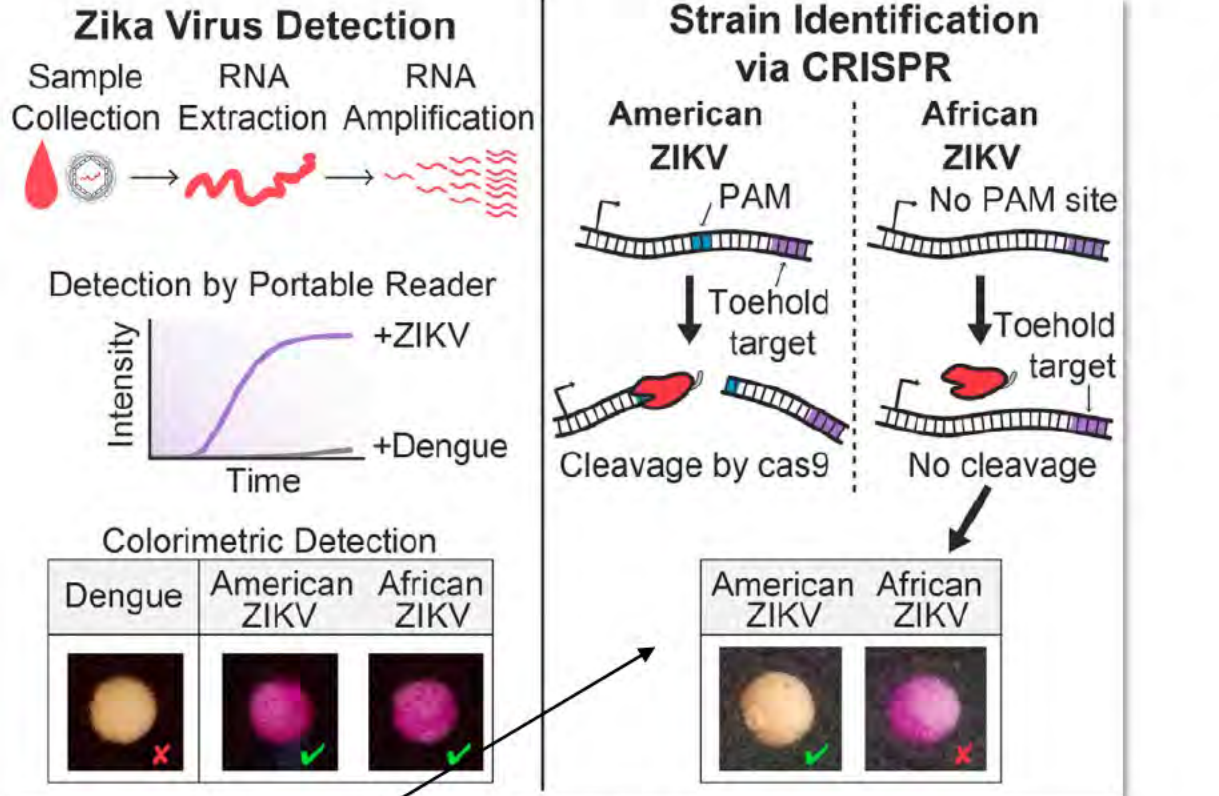 Zika Virus Detection
Sample
Collection
RNA
Extraction
RNA
Amplification
Detection by Portable Reader
Intensity
+ZIKV
+Dengue
Time
Colorimetric Detection
Dengue
American
ZIKV
African
ZIKV
Strain Identification
via CRISPR
American
ZIKV
PAM
Toehold
target
Cleavage by cas9
African
ZIKV
No PAM site
Toehold
target
No cleavage
American
ZIKV
African
ZIKV